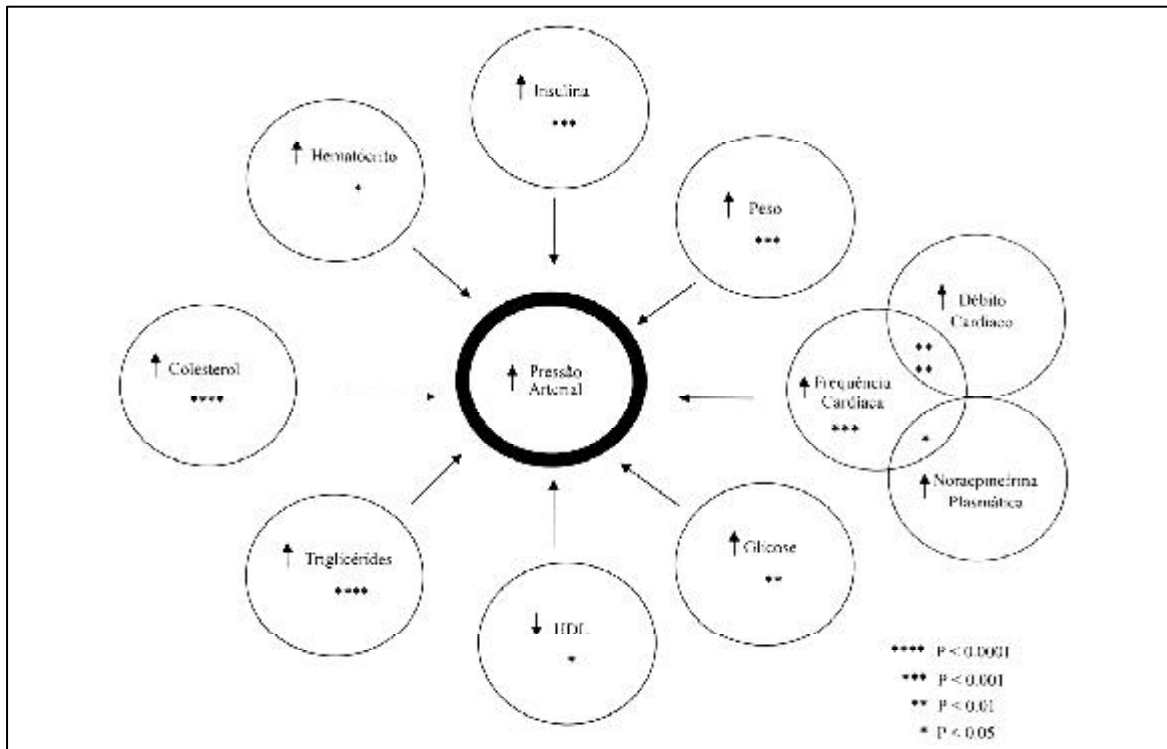 ↑ Insulina
***
↑ Hematócrito
*
↑ Peso
***
↑ Débito
Cardíaco
**
**
↑ Colesterol
****
↑ Pressão
Arterial
↑ Frequência
Cardíaca
***
*
↑ Noraepinefrina
Plasmática
↑ Triglicérides
****
↓ HDL
*
↑ Glicose
**
**** P < 0.0001
*** P < 0.001
** P < 0.01
* P < 0.05